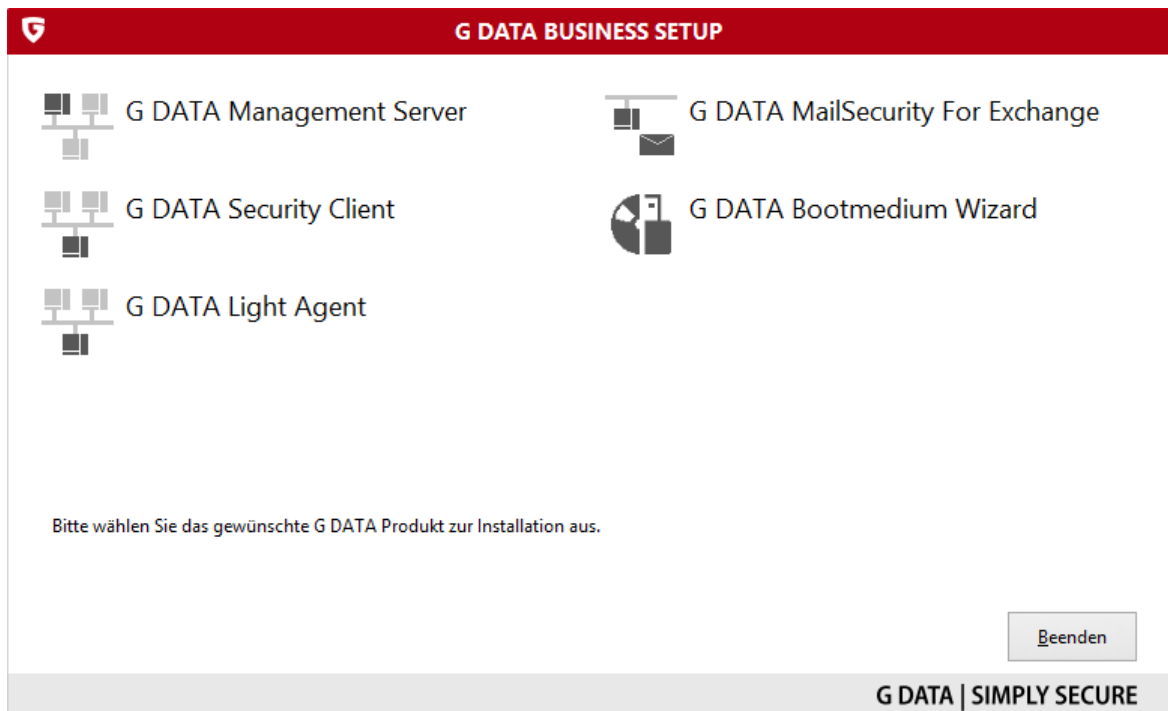 G DATA BUSINESS SETUP
G DATA Management Server
G DATA MailSecurity For Exchange
G DATA Security Client
G DATA Bootmedium Wizard
G DATA Light Agent
Bitte wählen Sie das gewünschte G DATA Produkt zur Installation aus.
Beenden
G DATA | SIMPLY SECURE